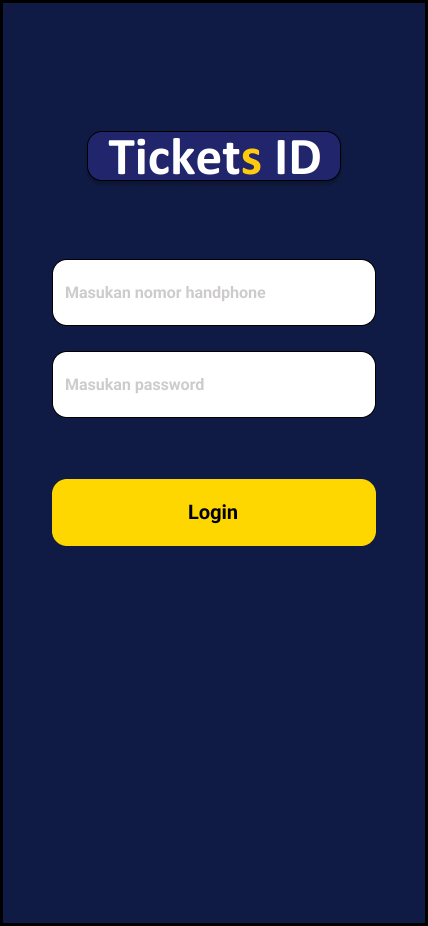 Tickets ID
Masukan nomor handphone
Masukan password
Login